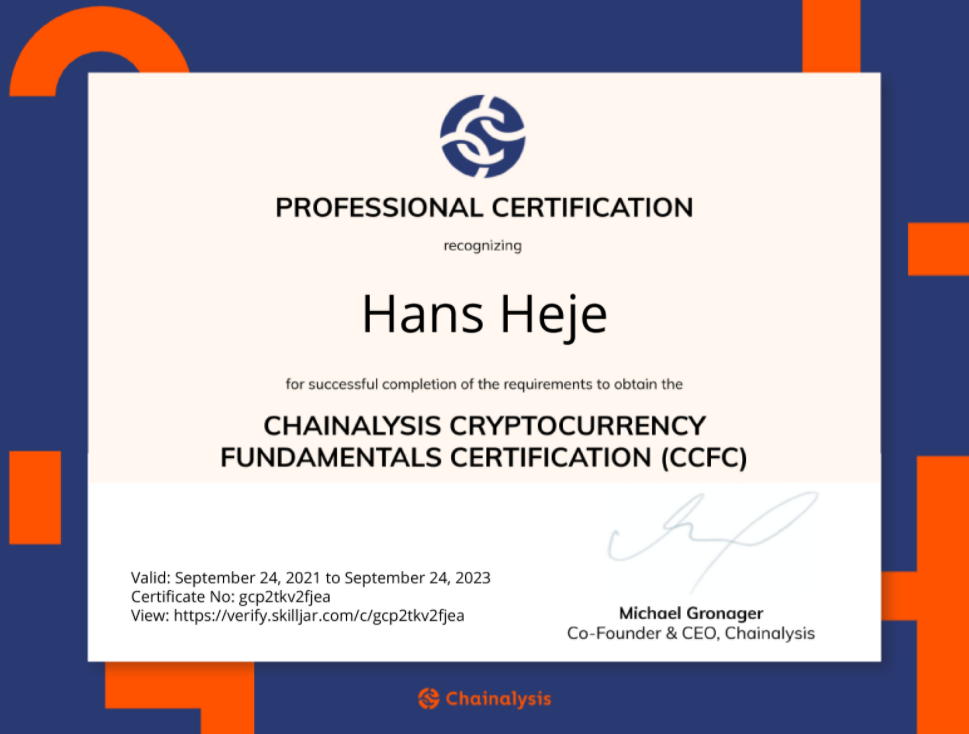 PROFESSIONAL CERTIFICATION
recognizing
Hans Heje
for successful completion of the requirements to obtain the
CHAINALYSIS CRYPTOCURRENCY
FUNDAMENTALS CERTIFICATION (CCFC)
Valid: September 24, 2021 to September 24, 2023
Certificate No: gcp2tkv2fjea
View: https://verify.skilljar.com/c/gcp2tkv2fjea
Michael Gronager
Co-Founder & CEO, Chainalysis
Chainalysis